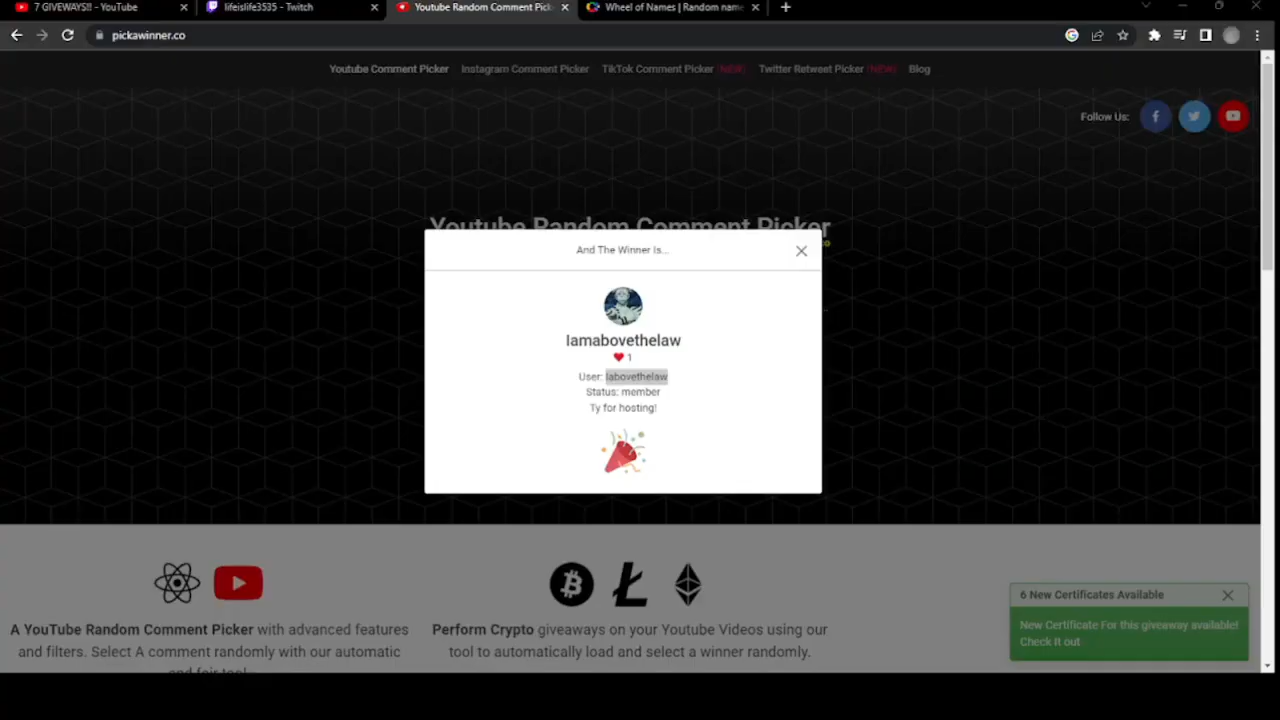 7 GIVEWAYS!! - YouTube
lifeislife3535 - Twitch
Youtube Random Comment Pick
Wheel of Names | Random name
pickawinner.co
Youtube Comment Picker
Instagram Comment Picker
TikTok Comment Picker (NEW)
Twitter Retweet Picker (NEW)
Blog
Follow Us:
Youtube Random Comment Picker
And The Winner Is...
Iamabovethelaw
1
User: Iabovethelaw
Status: member
Ty for hosting!
6 New Certificates Available
New Certificate For this giveaway available!
Check It out
A YouTube Random Comment Picker with advanced features
and filters. Select A comment randomly with our automatic
and fair tool.
Perform Crypto giveaways on your Youtube Videos using our
tool to automatically load and select a winner randomly.